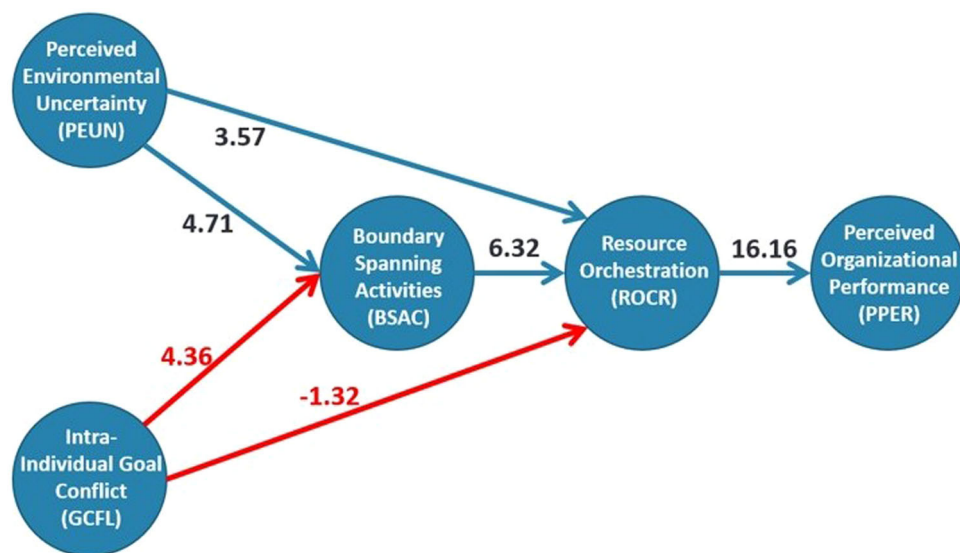 Perceived
Environmental
Uncertainty
(PEUN)
3.57
4.71
Boundary
Spanning
Activities
(BSAC)
6.32
Resource
Orchestration
(ROCR)
16.16
Perceived
Organizational
Performance
(PPER)
4.36
-1.32
Intra-
Individual Goal
Conflict
(GCFL)